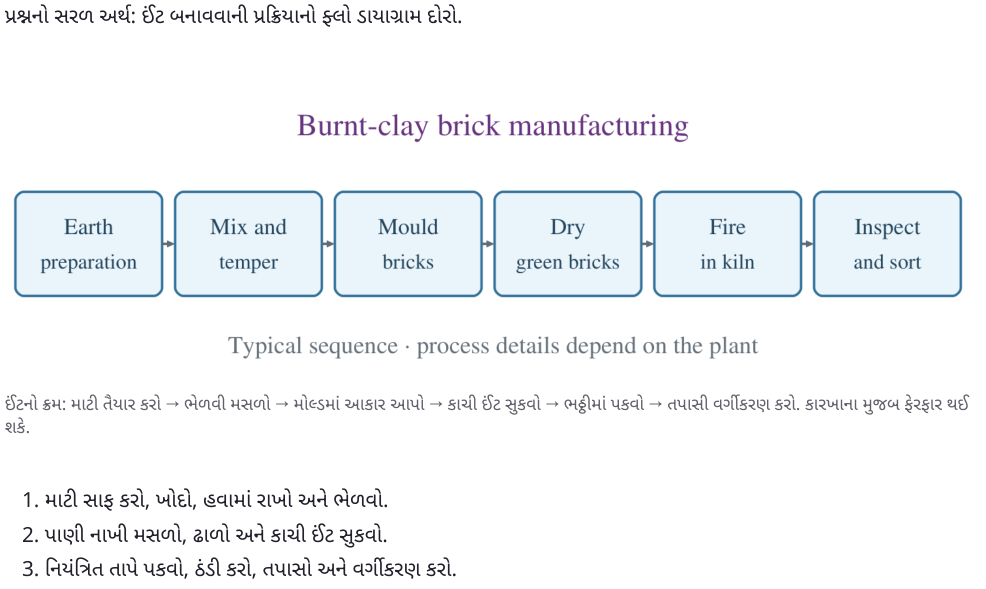 પ્રશ્નનો સરળ અર્થ: ઈંટ બનાવવાની પ્રક્રિયાનો ફ્લો ડાયાગ્રામ દોરો.
Burnt-clay brick manufacturing
Earth preparation
Mix and temper
Mould bricks
Dry green bricks
Fire in kiln
Inspect and sort
Typical sequence · process details depend on the plant
ઈંટનો ક્રમ: માટી તૈયાર કરો → ભેળવી મસળો → મોલ્ડમાં આકાર આપો → કાચી ઈંટ સુકવો → ભઠ્ઠીમાં પકવો → તપાસી વર્ગીકરણ કરો. કારખાના મુજબ ફેરફાર થઈ
શકે.
1. માટી સાફ કરો, ખોદો, હવામાં રાખો અને ભેળવો.
2. પાણી નાખી મસળો, ઢાળો અને કાચી ઈંટ સુકવો.
3. નિયંત્રિત તાપે પકવો, ઠંડી કરો, તપાસો અને વર્ગીકરણ કરો.